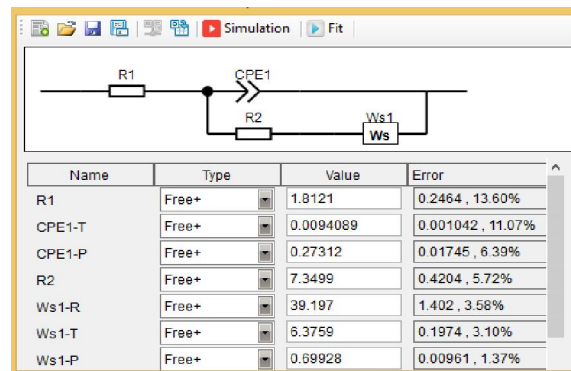 Simulation Fit
R1 CPE1
R2 Ws1
Ws
Name Type Value Error
R1 Free+ 1.8121 0.2464 , 13.60%
CPE1-T Free+ 0.0094089 0.001042 , 11.07%
CPE1-P Free+ 0.27312 0.01745 , 6.39%
R2 Free+ 7.3499 0.4204 , 5.72%
Ws1-R Free+ 39.197 1.402 , 3.58%
Ws1-T Free+ 6.3759 0.1974 , 3.10%
Ws1-P Free+ 0.69928 0.00961 , 1.37%